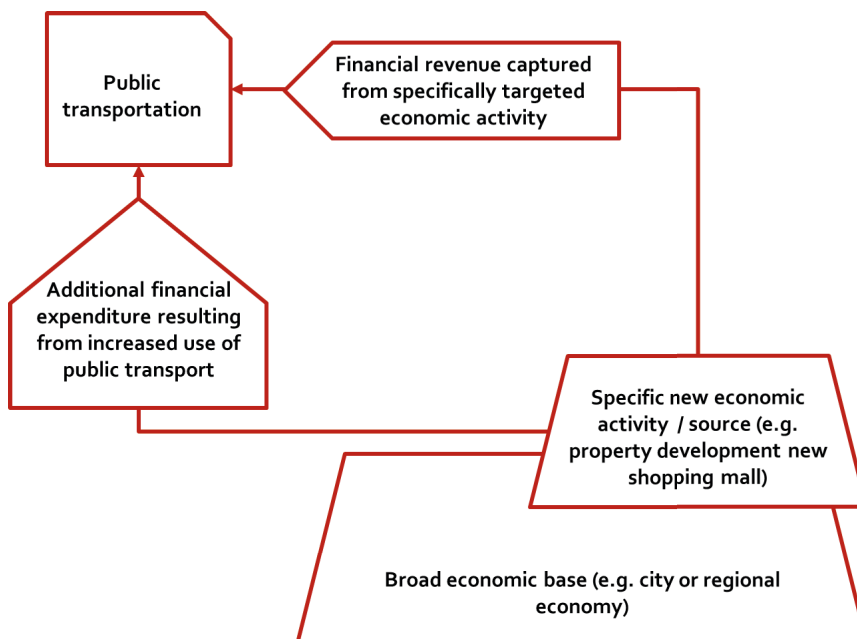 Public
transportation
Financial revenue captured
from specifically targeted
economic activity
Additional financial
expenditure resulting
from increased use of
public transport
Specific new economic
activity / source (e.g.
property development new
shopping mall)
Broad economic base (e.g. city or regional
economy)